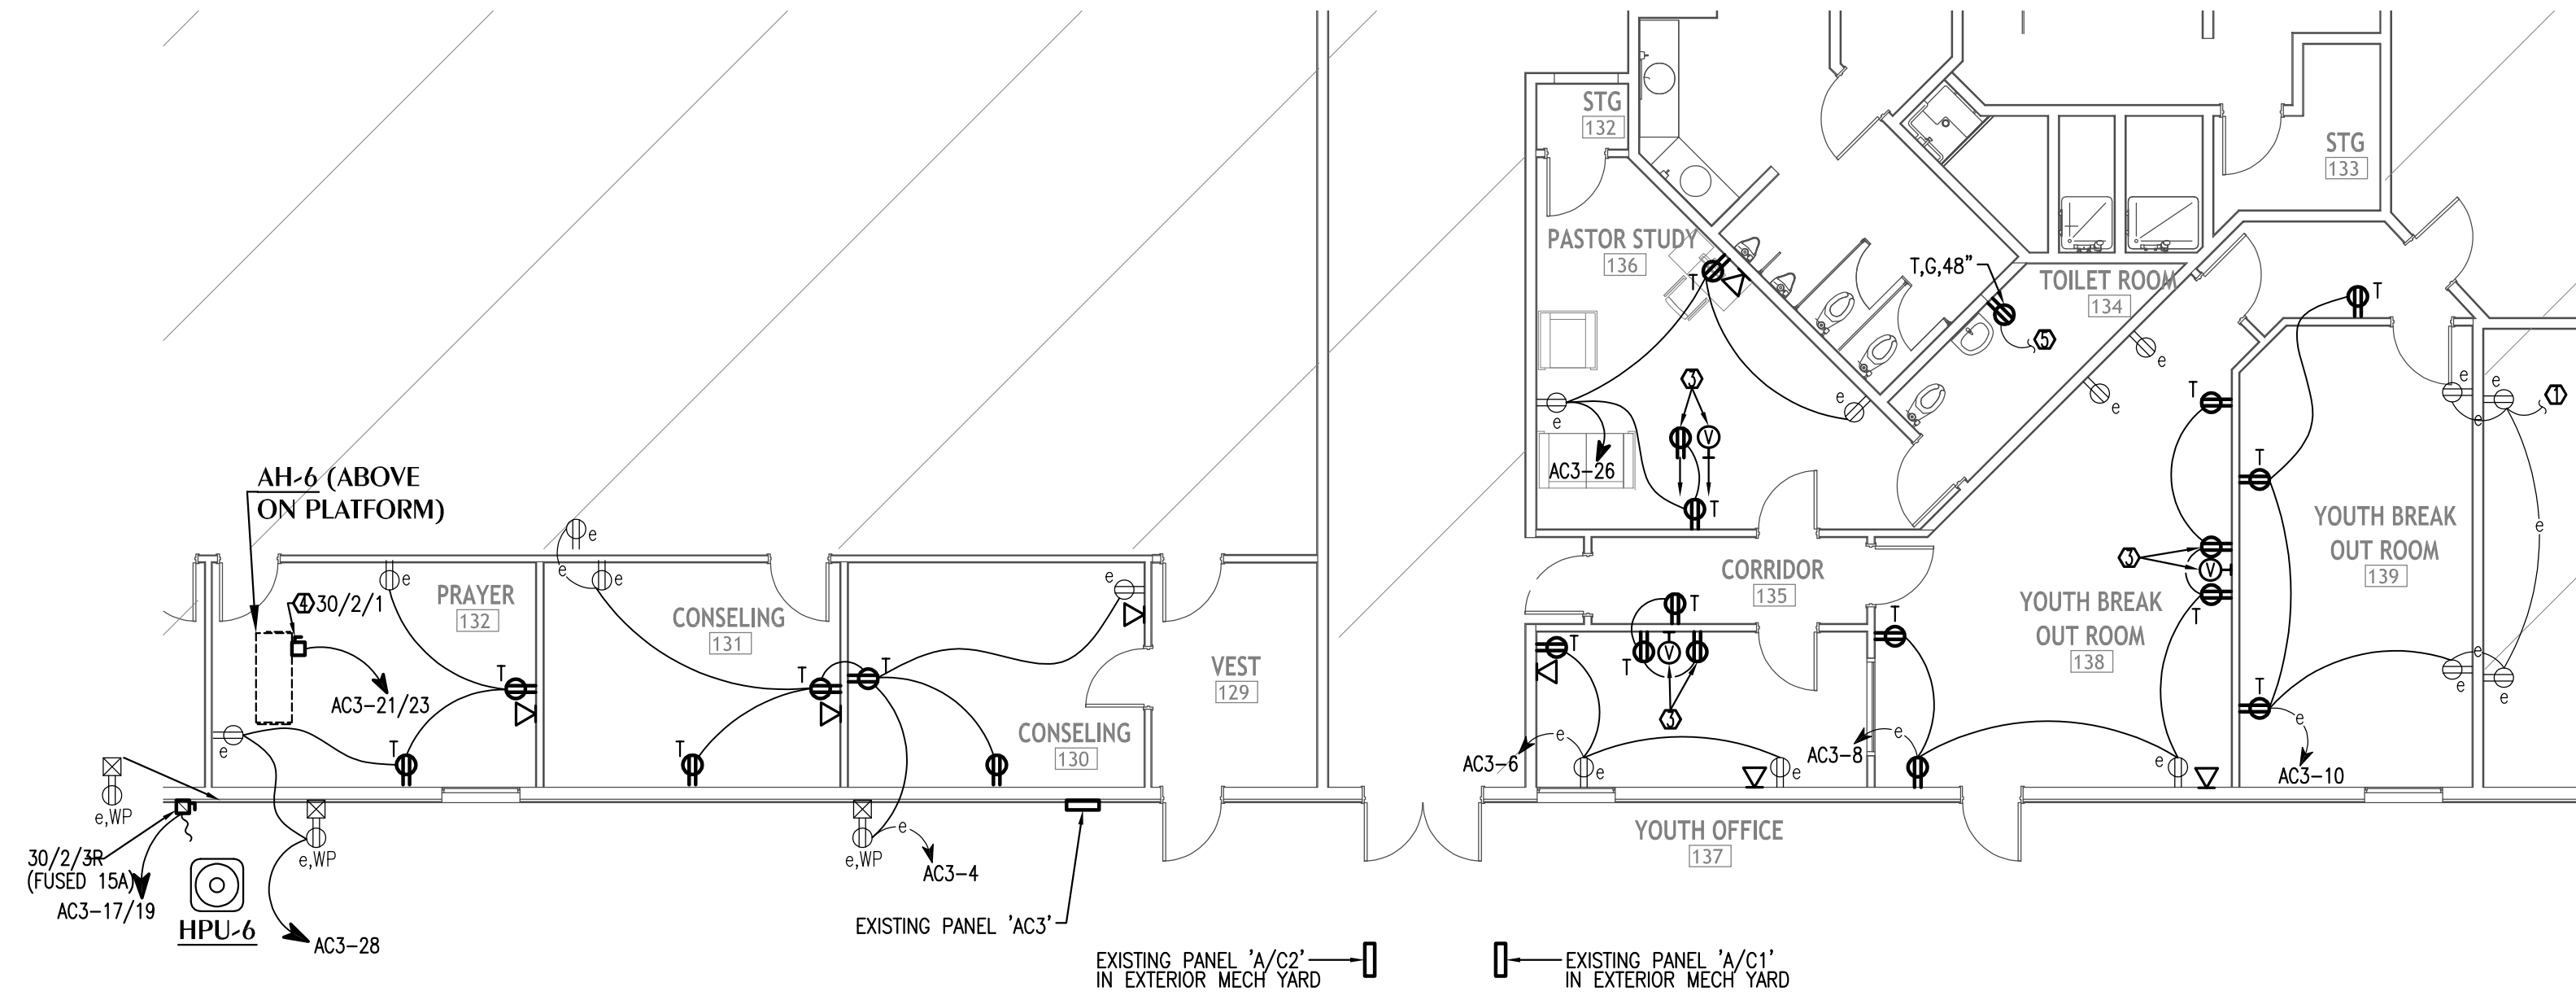 STG
132
STG
133
PASTOR STUDY
136
T
T,G,48"
TOILET ROOM
134
5
T
e
e
3
e
e
T
e
e
1
e
V
e
AC3-26
T
T
AH-6 (ABOVE
ON PLATFORM)
T
e
YOUTH BREAK
OUT ROOM
139
e
e
e
e
3
V
T
CORRIDOR
135
PRAYER
132
4
30/2/1
CONSELING
131
YOUTH BREAK
OUT ROOM
138
T
T
T
T
V
VEST
129
T
T
T
e
e
e
T
AC3-21/23
3
CONSELING
130
e
T
T
e
e
e
AC3-6
AC3-8
e
e
e
AC3-10
e,WP
e,WP
e,WP
e
AC3-4
YOUTH OFFICE
137
30/2/3R
(FUSED 15A)
AC3-17/19
HPU-6
AC3-28
EXISTING PANEL 'AC3'
EXISTING PANEL 'A/C2'
IN EXTERIOR MECH YARD
EXISTING PANEL 'A/C1'
IN EXTERIOR MECH YARD